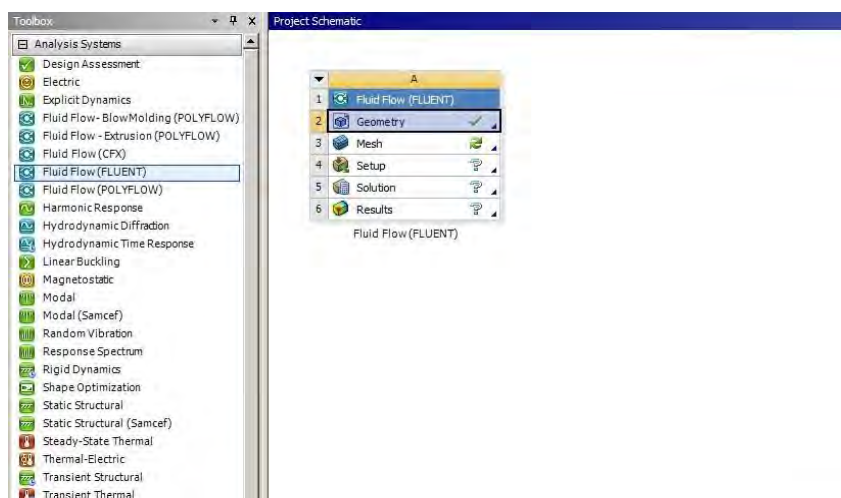 Toolbox
Project Schematic
Analysis Systems
Design Assessment
Electric
Explicit Dynamics
Fluid Flow- BlowMolding (POLYFLOW)
Fluid Flow - Extrusion (POLYFLOW)
Fluid Flow (CFX)
Fluid Flow (FLUENT)
Fluid Flow (POLYFLOW)
Harmonic Response
Hydrodynamic Diffraction
Hydrodynamic Time Response
Linear Buckling
Magnetostatic
Modal
Modal (Samcef)
Random Vibration
Response Spectrum
Rigid Dynamics
Shape Optimization
Static Structural
Static Structural (Samcef)
Steady-State Thermal
Thermal-Electric
Transient Structural
Transient Thermal
A
1 Fluid Flow (FLUENT)
2 Geometry
3 Mesh
4 Setup
5 Solution
6 Results
Fluid Flow (FLUENT)